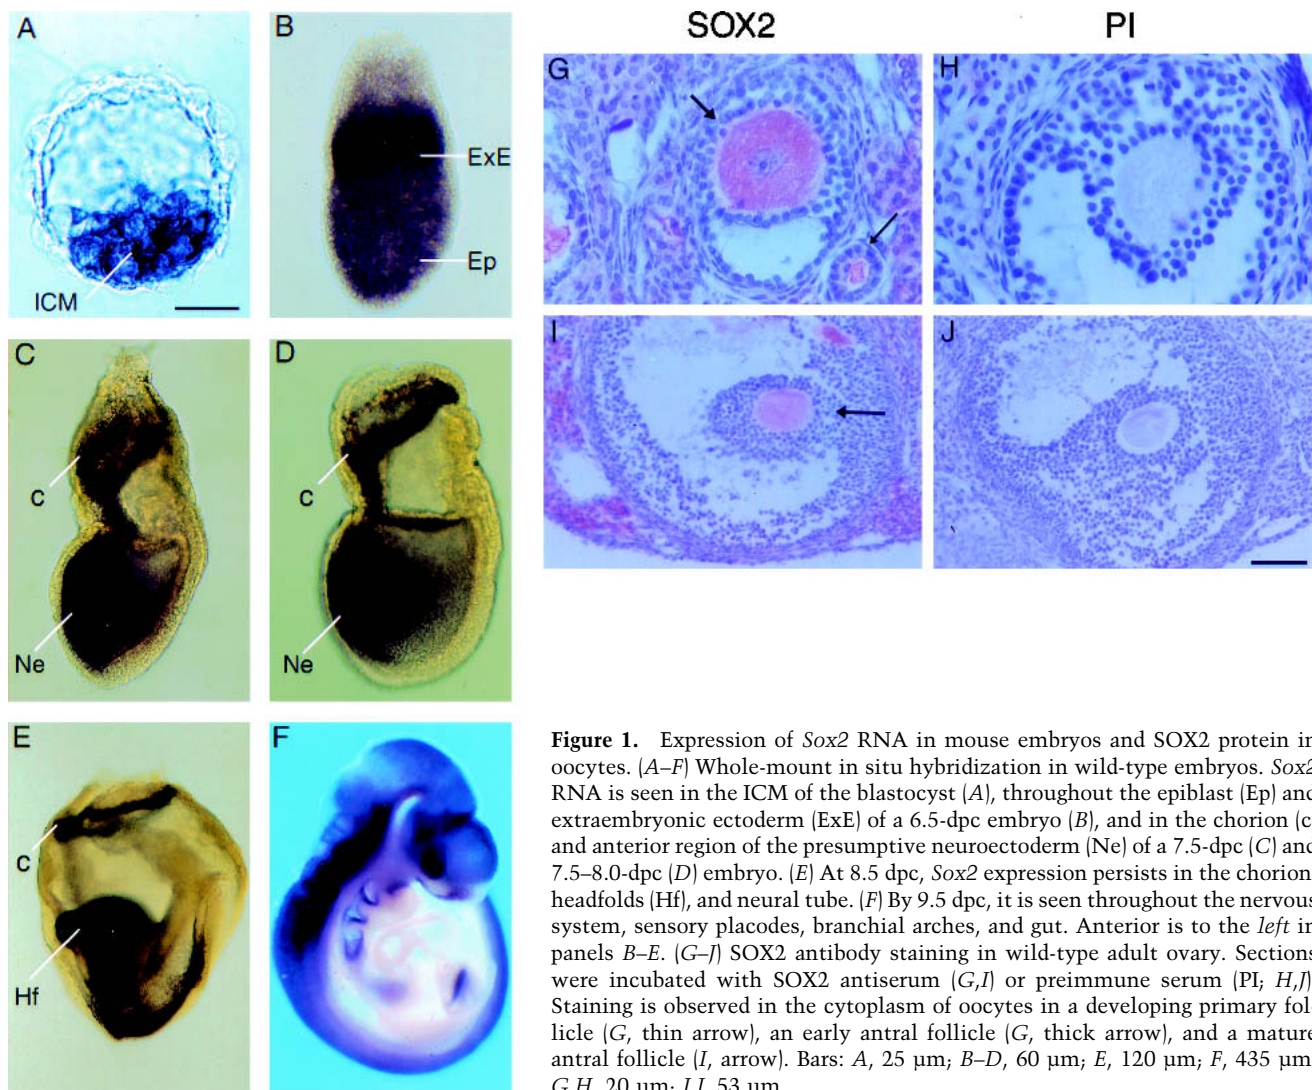 SOX2
PI
A
ICM
B
ExE
Ep
C
c
Ne
D
c
Ne
E
c
Hf
F
G
H
I
J
Figure 1. Expression of Sox2 RNA in mouse embryos and SOX2 protein in
oocytes. (A–F) Whole-mount in situ hybridization in wild-type embryos. Sox2
RNA is seen in the ICM of the blastocyst (A), throughout the epiblast (Ep) and
extraembryonic ectoderm (ExE) of a 6.5-dpc embryo (B), and in the chorion (c
and anterior region of the presumptive neuroectoderm (Ne) of a 7.5-dpc (C) and
7.5–8.0-dpc (D) embryo. (E) At 8.5 dpc, Sox2 expression persists in the chorion
headfolds (Hf), and neural tube. (F) By 9.5 dpc, it is seen throughout the nervous
system, sensory placodes, branchial arches, and gut. Anterior is to the left in
panels B–E. (G–J) SOX2 antibody staining in wild-type adult ovary. Sections
were incubated with SOX2 antiserum (G,I) or preimmune serum (PI; H,J)
Staining is observed in the cytoplasm of oocytes in a developing primary fol-
licle (G, thin arrow), an early antral follicle (G, thick arrow), and a mature
antral follicle (I, arrow). Bars: A, 25 µm; B–D, 60 µm; E, 120 µm; F, 435 µm
G,H, 20 µm; I,J, 53 µm